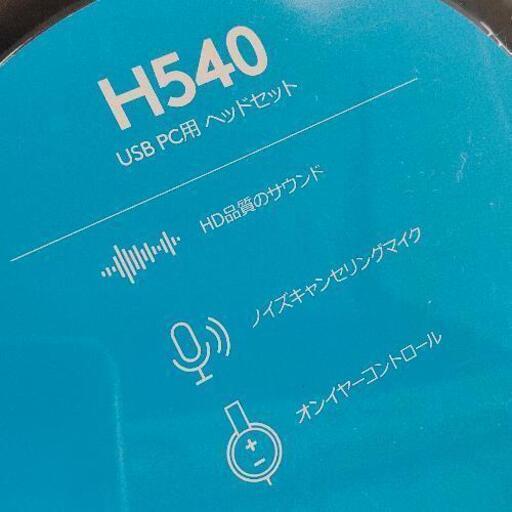 H540
USB PC用 ヘッドセット
HD品質のサウンド
ノイズキャンセリングマイク
オンイヤーコントロール